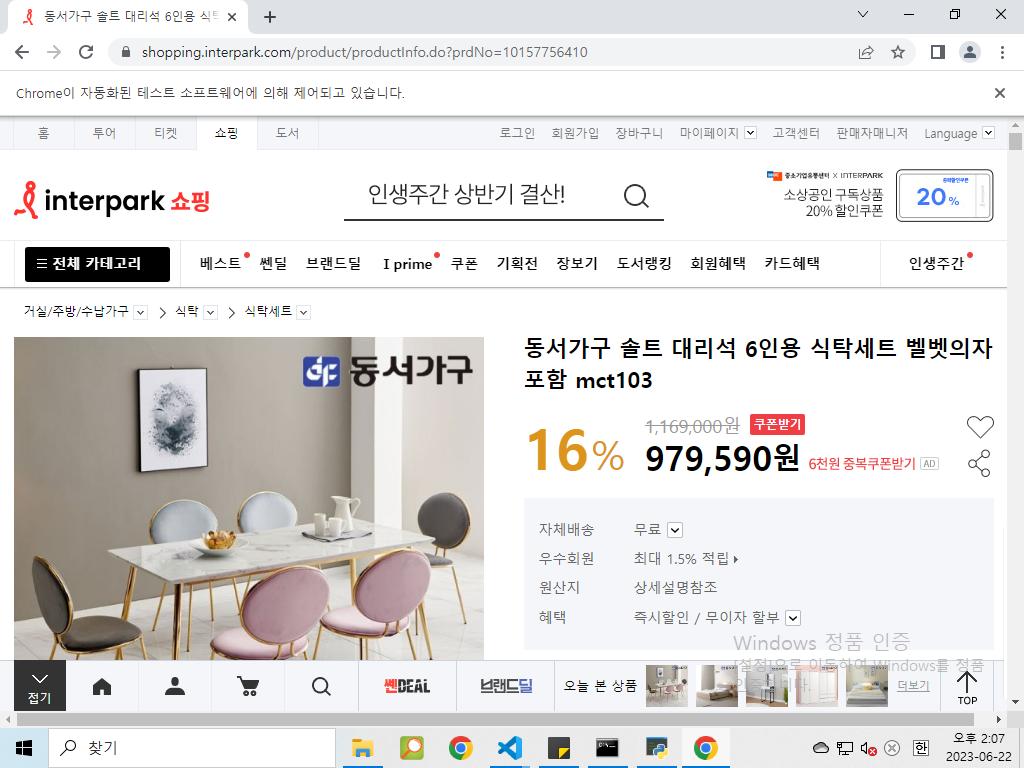 동서가구 솔트 대리석 6인용 식탁
shopping.interpark.com/product/productInfo.do?prdNo=10157756410
Chrome이 자동화된 테스트 소프트웨어에 의해 제어되고 있습니다.
홈 투어 티켓 쇼핑 도서 로그인 회원가입 장바구니 마이페이지 고객센터 판매자매니저 Language
interpark 쇼핑
인생주간 상반기 결산!
중소기업유통센터 X INTERPARK
소상공인 구독상품
20% 할인쿠폰
20%
전체 카테고리 베스트 쎈딜 브랜드딜 I prime 쿠폰 기획전 장보기 도서랭킹 회원혜택 카드혜택 인생주간
거실/주방/수납가구 식탁 식탁세트
동서가구
동서가구 솔트 대리석 6인용 식탁세트 벨벳의자
포함 mct103
16% 1,169,000원 쿠폰받기
979,590원 6천원 중복쿠폰받기 AD
자체배송 무료
우수회원 최대 1.5% 적립
원산지 상세설명참조
혜택 즉시할인 / 무이자 할부
Windows 정품 인증
[설정]으로 이동하여 Windows를 정품
접기 쎈DEAL 브랜드딜 오늘 본 상품 더보기 TOP
찾기
오후 2:07
2023-06-22
한